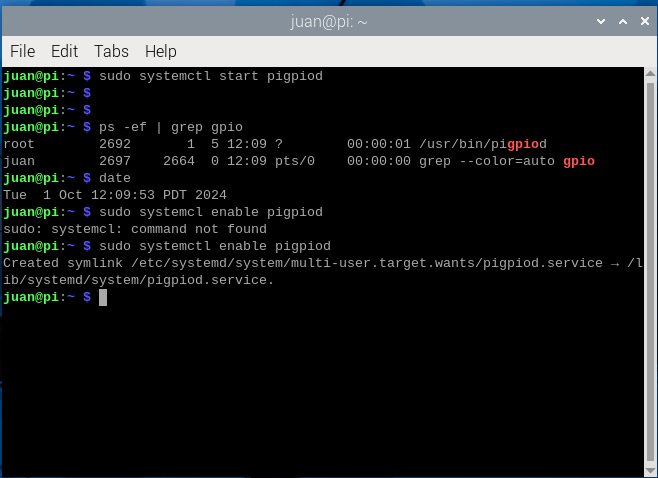 juan@pi: ~
File Edit Tabs Help
juan@pi:~ $ sudo systemctl start pigpiod
juan@pi:~ $
juan@pi:~ $
juan@pi:~ $ ps -ef | grep gpio
root        2692       1  5 12:09 ?        00:00:01 /usr/bin/pigpiod
juan        2697    2664  0 12:09 pts/0    00:00:00 grep --color=auto gpio
juan@pi:~ $ date
Tue  1 Oct 12:09:53 PDT 2024
juan@pi:~ $ sudo systemcl enable pigpiod
sudo: systemcl: command not found
juan@pi:~ $ sudo systemctl enable pigpiod
Created symlink /etc/systemd/system/multi-user.target.wants/pigpiod.service → /l
ib/systemd/system/pigpiod.service.
juan@pi:~ $